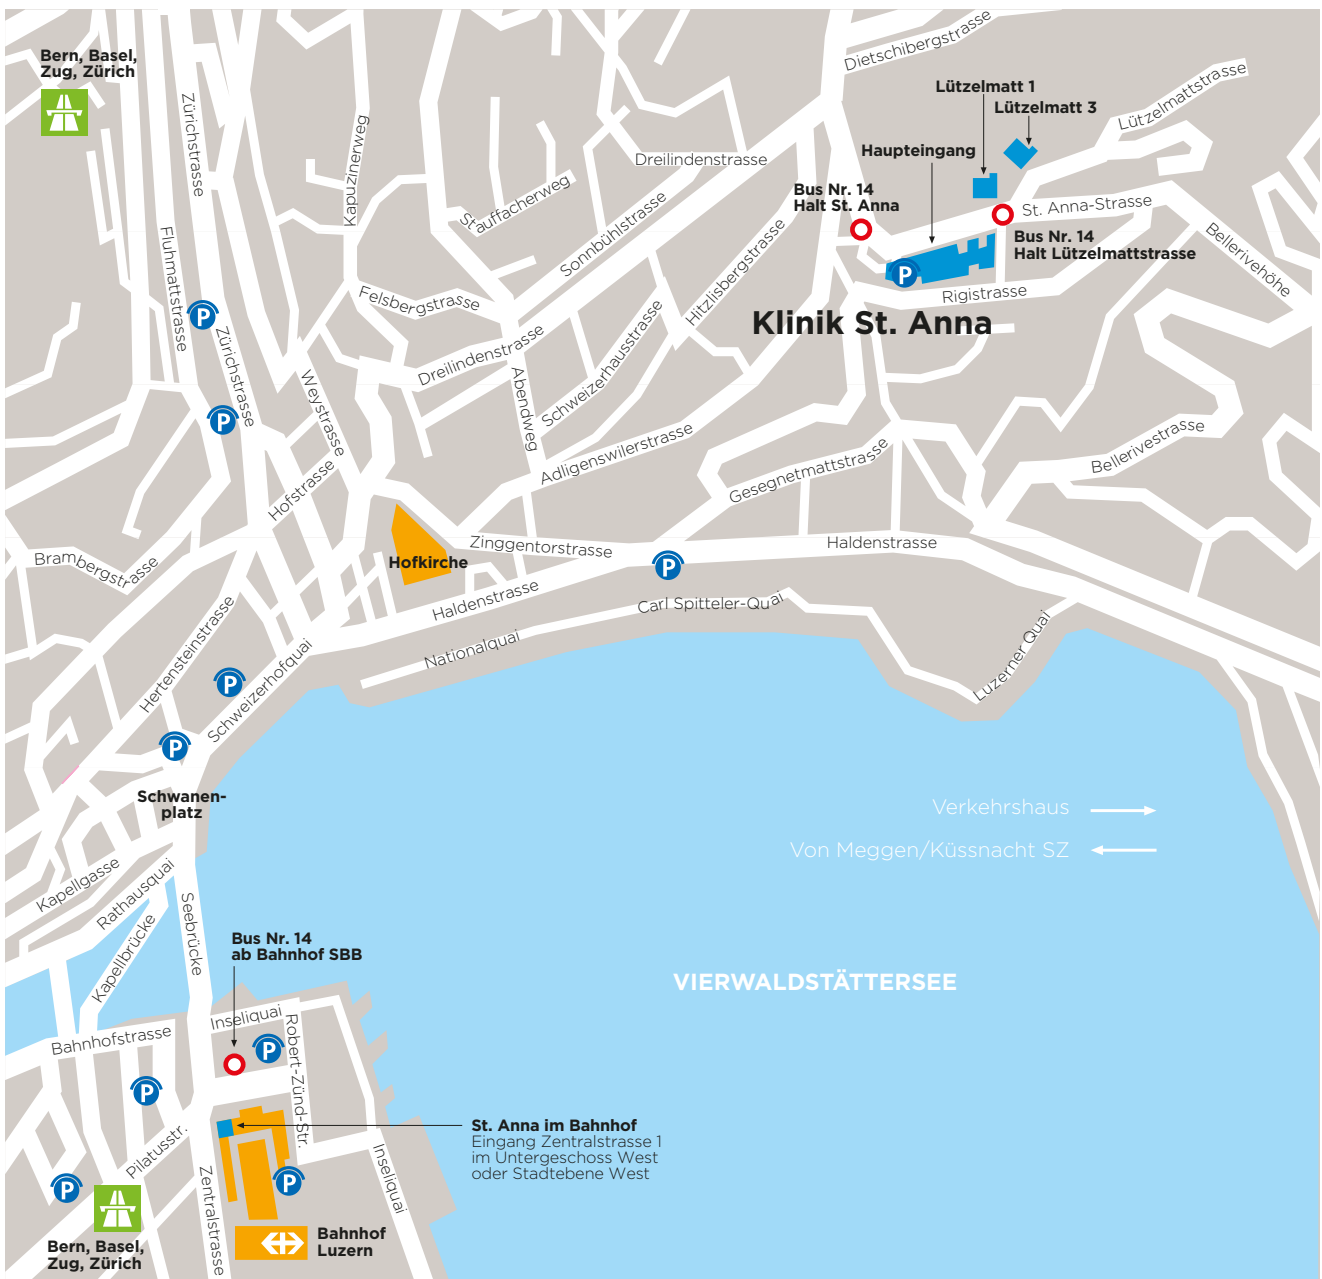 Bern, Basel,
Zug, Zürich
Zürichstrasse
Fluhmattstrasse
Zürichstrasse
Kapuzinerweg
Stauffacherweg
Dreilindenstrasse
Sonnbühlstrasse
Felsbergstrasse
Dreilindenstrasse
Abendweg
Schweizerhausstrasse
Hitzlisbergstrasse
Dietschibergstrasse
Lützelmatt 1
Lützelmatt 3
Lützelmattstrasse
Haupteingang
Bus Nr. 14
Halt St. Anna
St. Anna-Strasse
Bus Nr. 14
Halt Lützelmattstrasse
Bellerivehöhe
P
Rigistrasse
Klinik St. Anna
P
P
Weystrasse
Hofstrasse
Adligenswilerstrasse
Gesegnetmattstrasse
Bellerivestrasse
Brambergstrasse
Hofkirche
Zinggentorstrasse
Haldenstrasse
P
Haldenstrasse
Carl Spitteler-Quai
Nationalquai
Luzerner Quai
Hertensteinstrasse
Schweizerhofquai
P
P
Schwanen-
platz
Verkehrshaus
Von Meggen/Küssnacht SZ
Kapellgasse
Rathausquai
Kapellbrücke
Seebrücke
Bus Nr. 14
ab Bahnhof SBB
VIERWALDSTÄTTERSEE
Bahnhofstrasse
Inseliquai
Robert-Zünd-Str.
P
P
Pilatusstr.
Zentralstrasse
St. Anna im Bahnhof
Eingang Zentralstrasse 1
im Untergeschoss West
oder Stadtebene West
Inseliquai
P
P
Bern, Basel,
Zug, Zürich
Bahnhof
Luzern